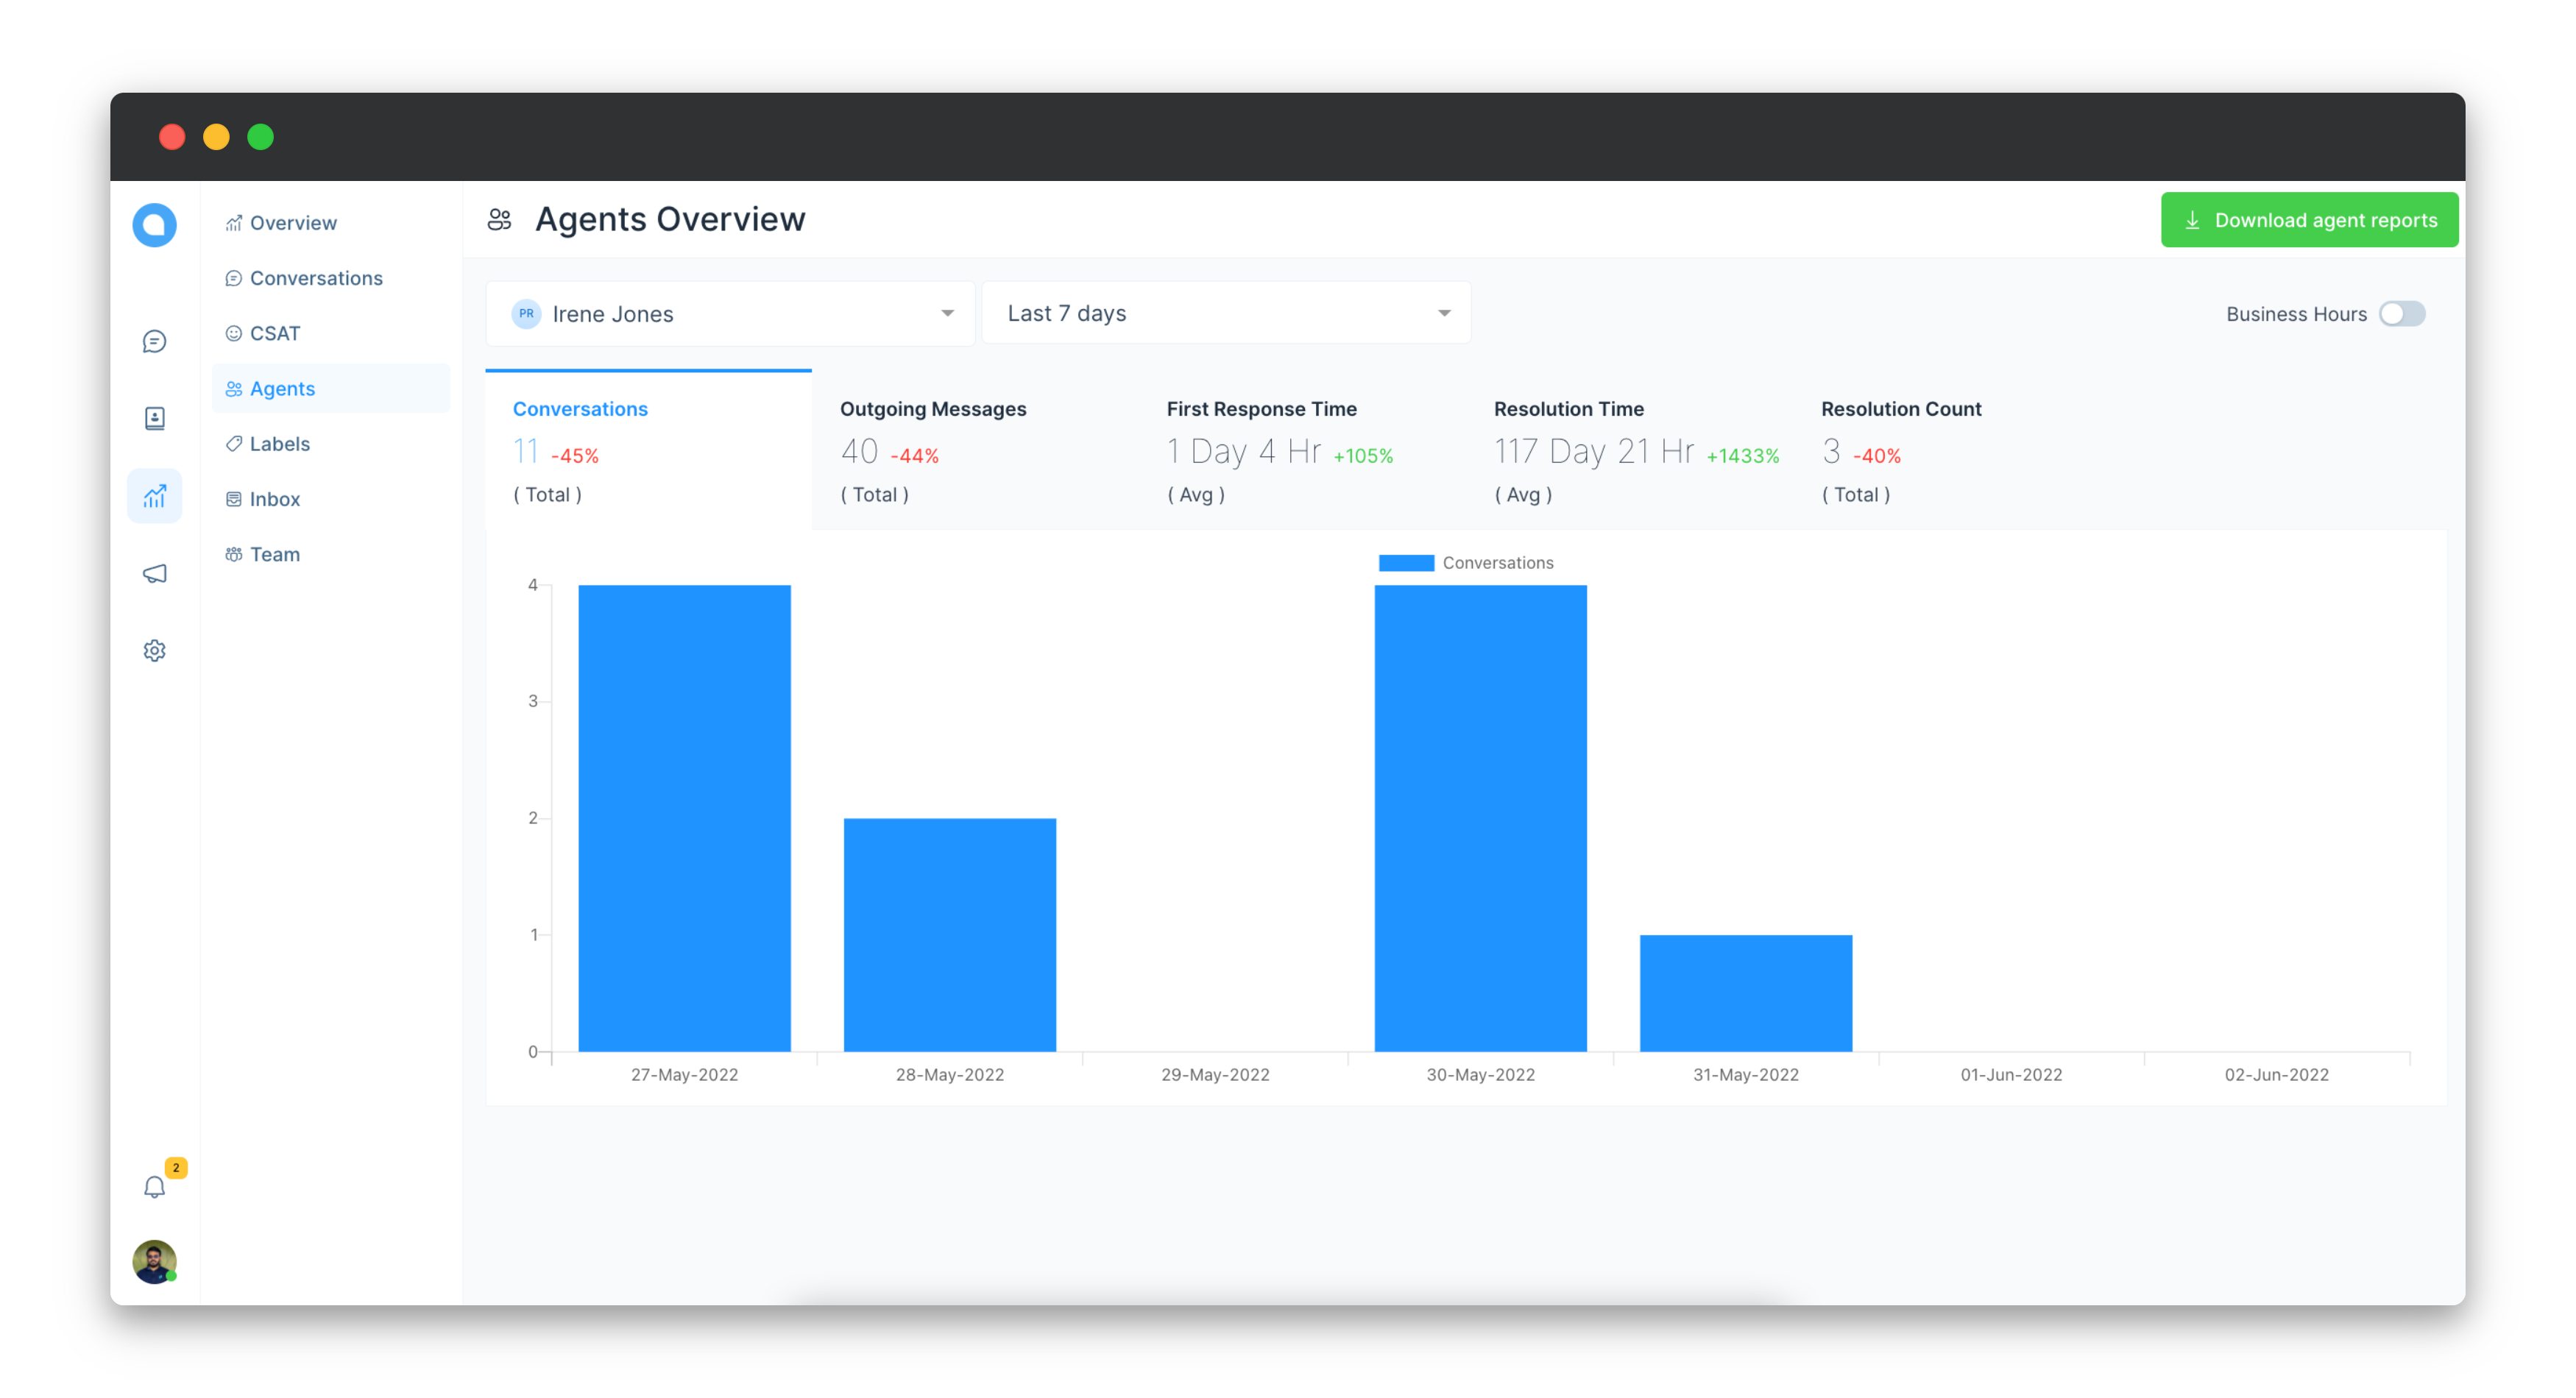 Agents Overview
Download agent reports
Overview
Conversations
CSAT
Agents
Labels
Inbox
Team
2
PR Irene Jones
Last 7 days
Business Hours
Conversations
11 -45%
( Total )
Outgoing Messages
40 -44%
( Total )
First Response Time
1 Day 4 Hr +105%
( Avg )
Resolution Time
117 Day 21 Hr +1433%
( Avg )
Resolution Count
3 -40%
( Total )
Conversations
4
3
2
1
0
27-May-2022 28-May-2022 29-May-2022 30-May-2022 31-May-2022 01-Jun-2022 02-Jun-2022